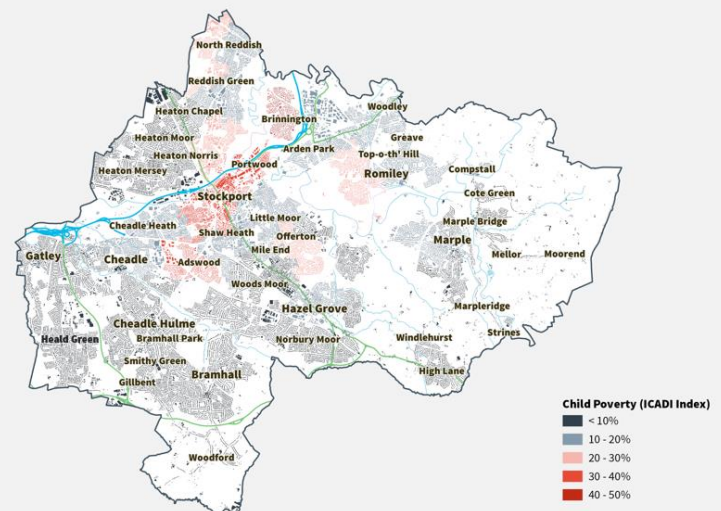 North Reddish
Reddish Green
Heaton Chapel
Brinnington
Woodley
Heaton Moor
Greave
Arden Park
Top-o-th' Hill
Heaton Norris
Portwood
Romiley
Compstall
Heaton Mersey
Stockport
Cote Green
Little Moor
Marple Bridge
Cheadle Heath
Shaw Heath
Offerton
Marple
Gatley
Cheadle
Adswood
Mile End
Mellor
Moorend
Woods Moor
Hazel Grove
Marpleridge
Cheadle Hulme
Strines
Heald Green
Bramhall Park
Norbury Moor
Windlehurst
Smithy Green
Gillbent
Bramhall
High Lane
Woodford
Child Poverty (ICADI Index)
< 10%
10 - 20%
20 - 30%
30 - 40%
40 - 50%